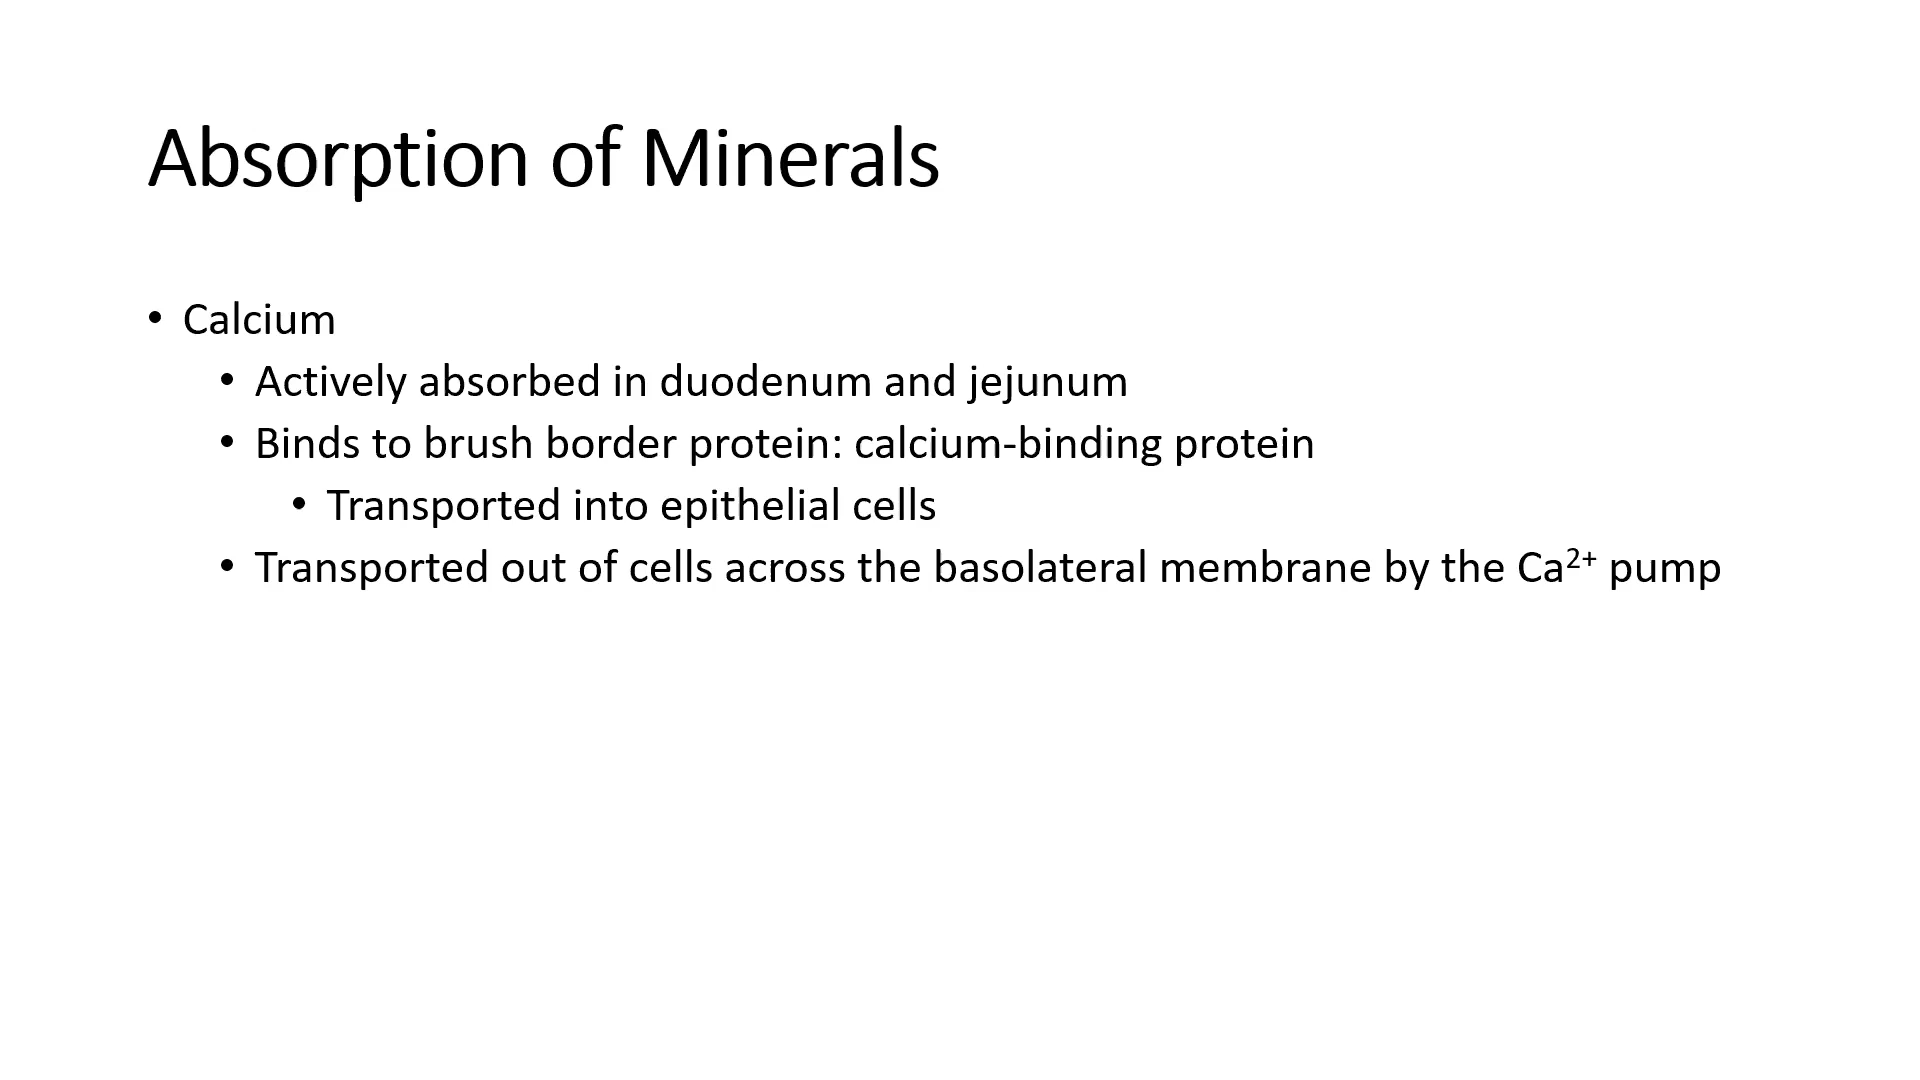 Absorption of Minerals
• Calcium
• Actively absorbed in duodenum and jejunum
• Binds to brush border protein: calcium-binding protein
• Transported into epithelial cells
• Transported out of cells across the basolateral membrane by the Ca²⁺ pump